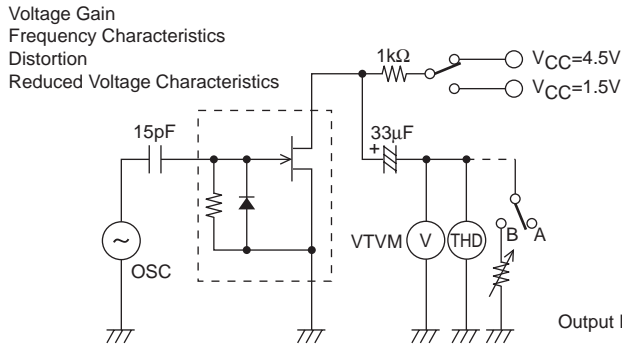 Voltage Gain
Frequency Characteristics
Distortion
Reduced Voltage Characteristics
1kΩ
VCC=4.5V
VCC=1.5V
15pF
33μF
+
VTVM
V
THD
B
A
~
OSC
Output I